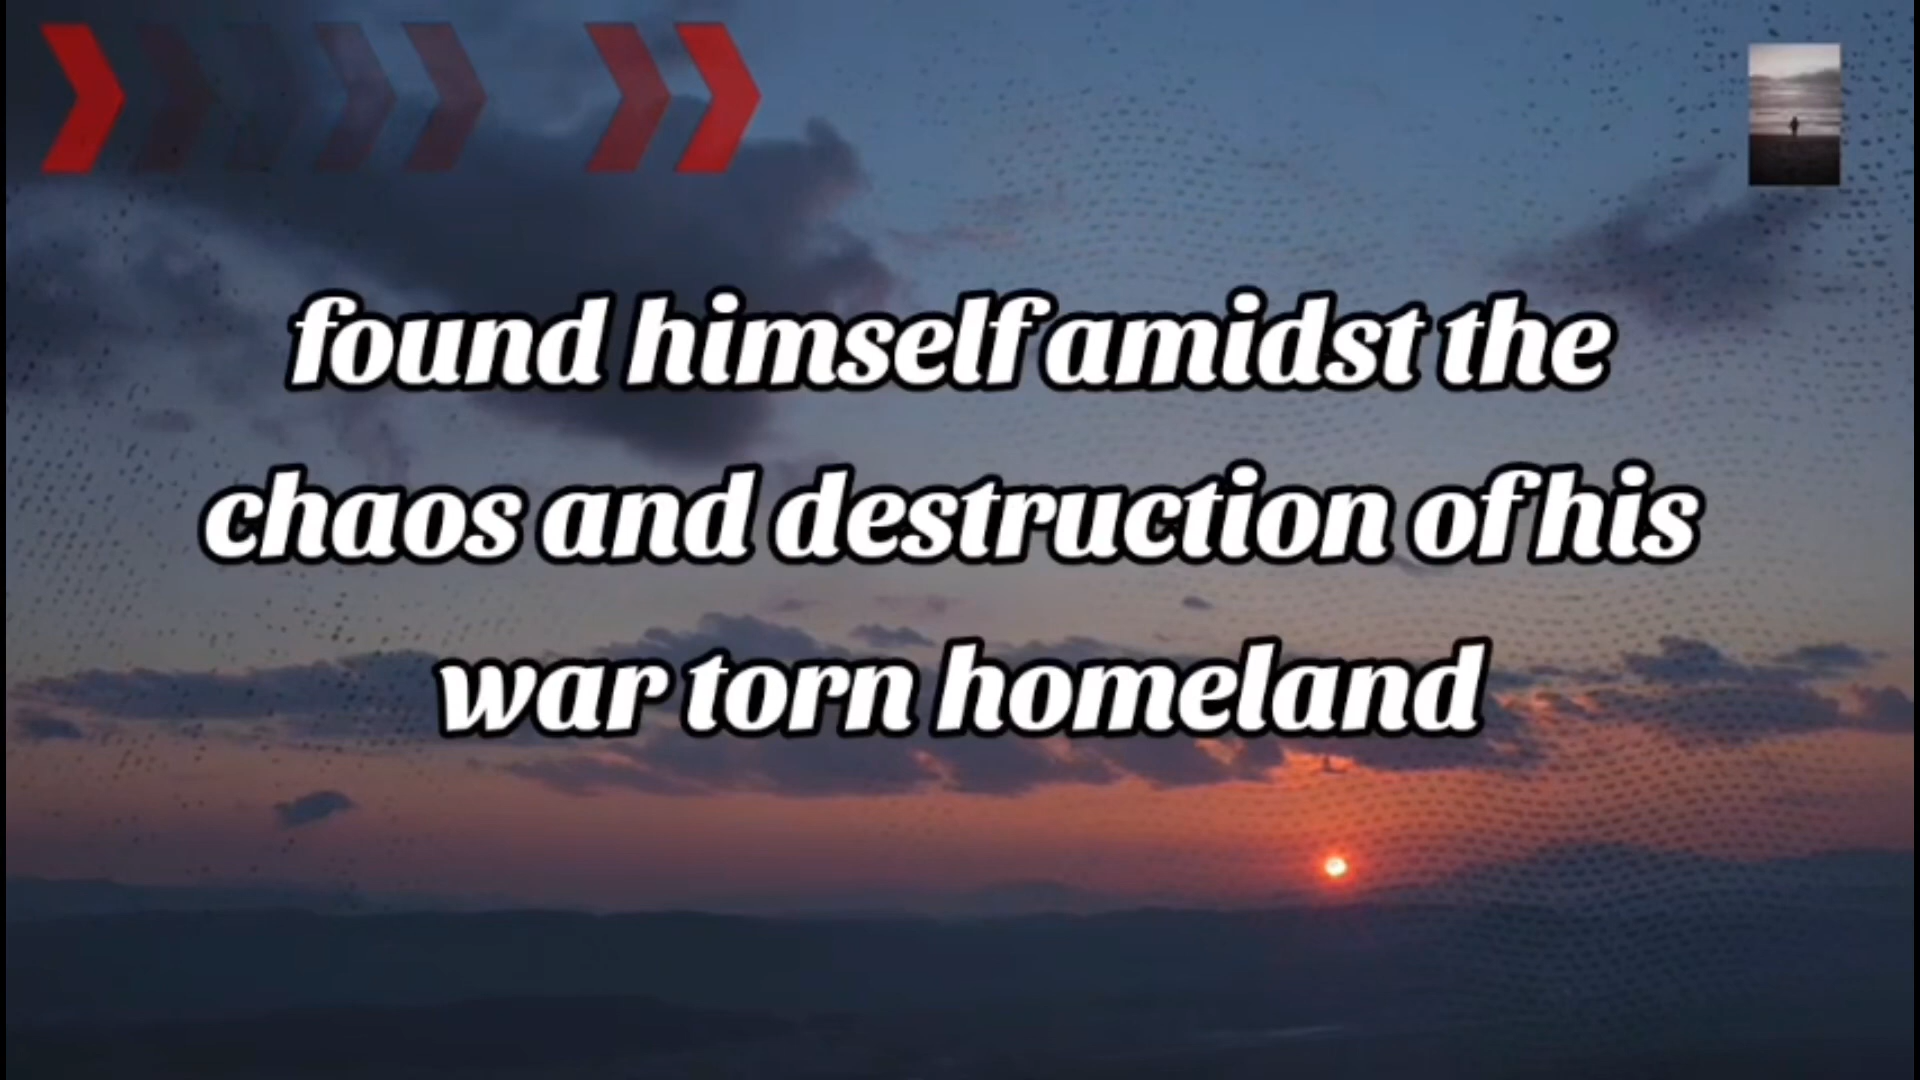 found himself amidst the
chaos and destruction of his
war torn homeland